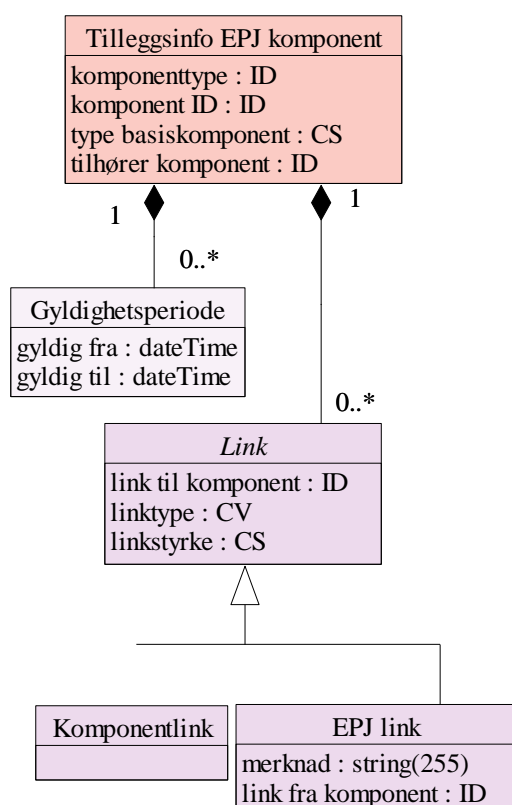 Tilleggsinfo EPJ komponent
komponenttype : ID
komponent ID : ID
type basiskomponent : CS
tilhører komponent : ID
1
1
0..*
Gyldighetsperiode
gyldig fra : dateTime
gyldig til : dateTime
0..*
Link
link til komponent : ID
linktype : CV
linkstyrke : CS
Komponentlink
EPJ link
merknad : string(255)
link fra komponent : ID